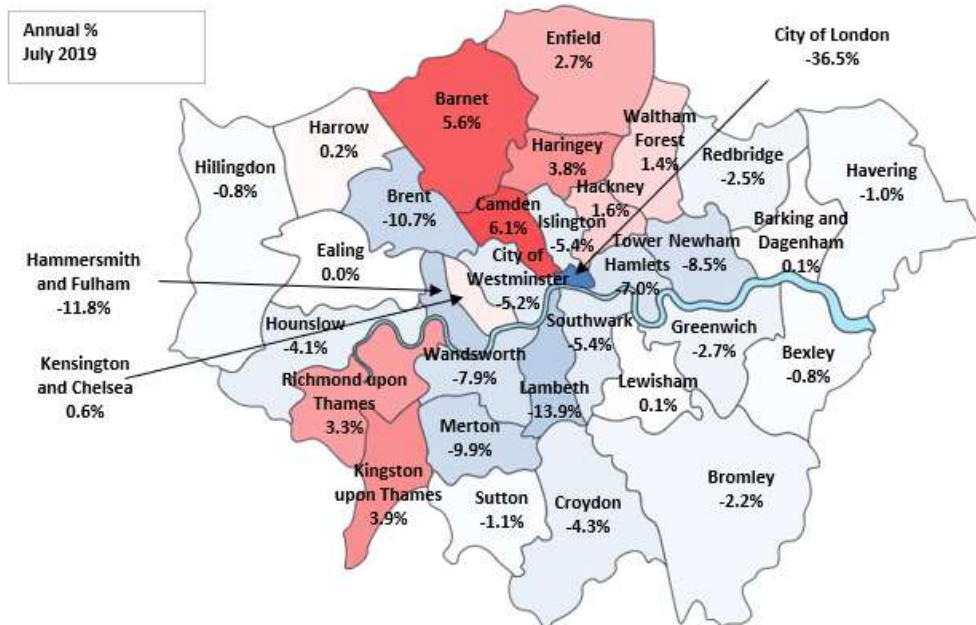 Annual %
July 2019
City of London
-36.5%
Enfield
2.7%
Barnet
5.6%
Harrow
0.2%
Waltham
Forest
1.4%
Haringey
3.8%
Redbridge
-2.5%
Havering
-1.0%
Hillingdon
-0.8%
Brent
-10.7%
Camden
6.1%
Hackney
1.6%
Islington
-5.4%
Barking and
Dagenham
0.1%
Ealing
0.0%
City of
Westminster
-5.2%
Tower
Hamlets
-7.0%
Newham
-8.5%
Hammersmith
and Fulham
-11.8%
Hounslow
-4.1%
Southwark
-5.4%
Greenwich
-2.7%
Bexley
-0.8%
Kensington
and Chelsea
0.6%
Wandsworth
-7.9%
Richmond upon
Thames
3.3%
Lambeth
-13.9%
Lewisham
0.1%
Merton
-9.9%
Kingston
upon Thames
3.9%
Sutton
-1.1%
Croydon
-4.3%
Bromley
-2.2%